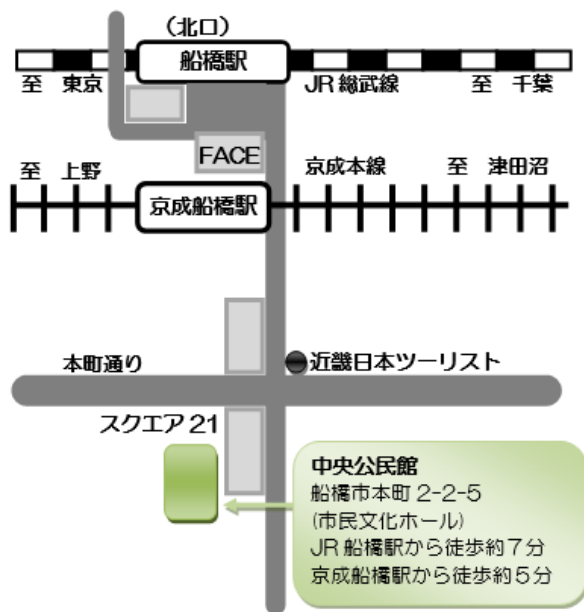 （北口）
船橋駅
至　東京
JR 総武線
至　千葉
FACE
至　上野
京成本線
至　津田沼
京成船橋駅
本町通り
近畿日本ツーリスト
スクエア 21
中央公民館
船橋市本町 2-2-5
(市民文化ホール)
JR 船橋駅から徒歩約７分
京成船橋駅から徒歩約５分